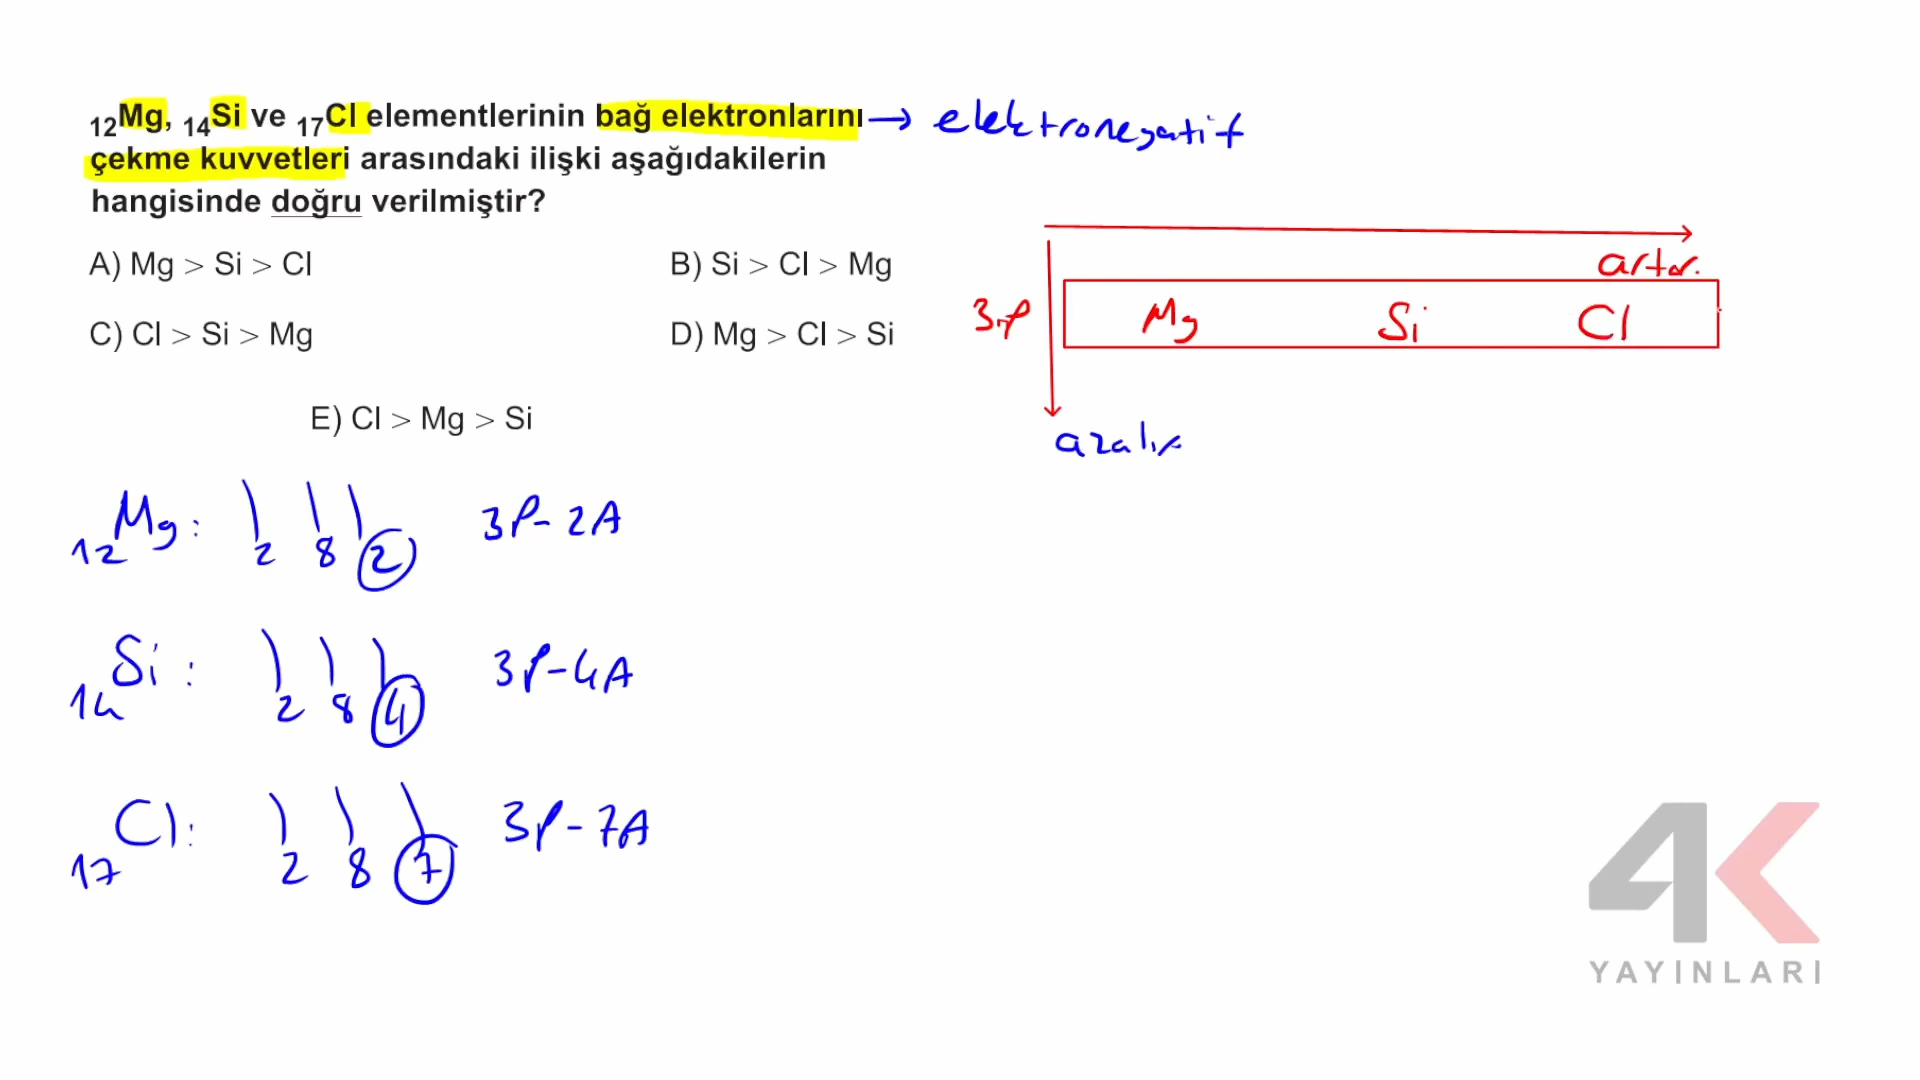 ₁₂Mg, ₁₄Si ve ₁₇Cl elementlerinin bağ elektronlarını → elektronegatif
çekme kuvvetleri arasındaki ilişki aşağıdakilerin
hangisinde doğru verilmiştir?
A) Mg > Si > Cl
B) Si > Cl > Mg
C) Cl > Si > Mg
D) Mg > Cl > Si
E) Cl > Mg > Si
artar.
3.P Mg Si Cl
azalır
₁₂Mg: 2 8 2 3P-2A
₁₄Si: 2 8 4 3P-4A
₁₇Cl: 2 8 7 3P-7A
4K
YAYINLARI